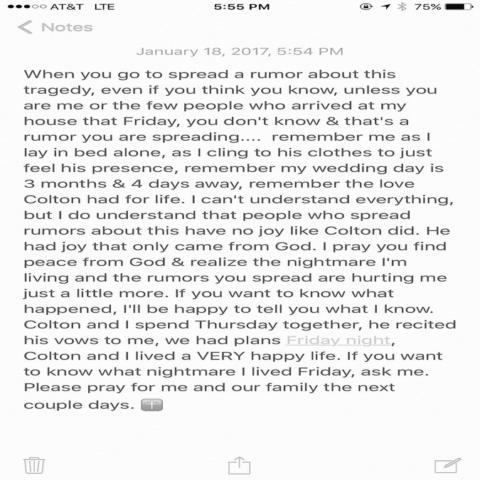 AT&T LTE 5:55 PM 75%
Notes
January 18, 2017, 5:54 PM
When you go to spread a rumor about this
tragedy, even if you think you know, unless you
are me or the few people who arrived at my
house that Friday, you don't know & that's a
rumor you are spreading.... remember me as I
lay in bed alone, as I cling to his clothes to just
feel his presence, remember my wedding day is
3 months & 4 days away, remember the love
Colton had for life. I can't understand everything,
but I do understand that people who spread
rumors about this have no joy like Colton did. He
had joy that only came from God. I pray you find
peace from God & realize the nightmare I'm
living and the rumors you spread are hurting me
just a little more. If you want to know what
happened, I'll be happy to tell you what I know.
Colton and I spend Thursday together, he recited
his vows to me, we had plans Friday night,
Colton and I lived a VERY happy life. If you want
to know what nightmare I lived Friday, ask me.
Please pray for me and our family the next
couple days.